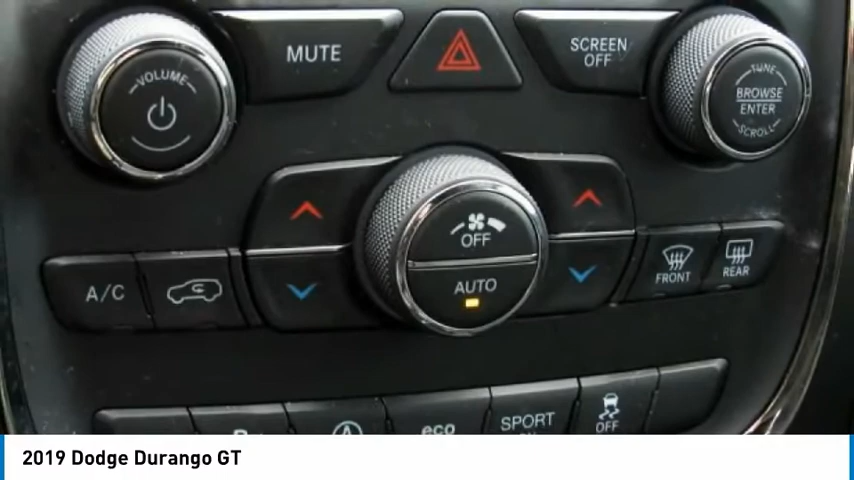 VOLUME
MUTE
SCREEN
OFF
TUNE
BROWSE
ENTER
SCROLL
OFF
AUTO
A/C
FRONT
REAR
eco
SPORT
OFF
2019 Dodge Durango GT